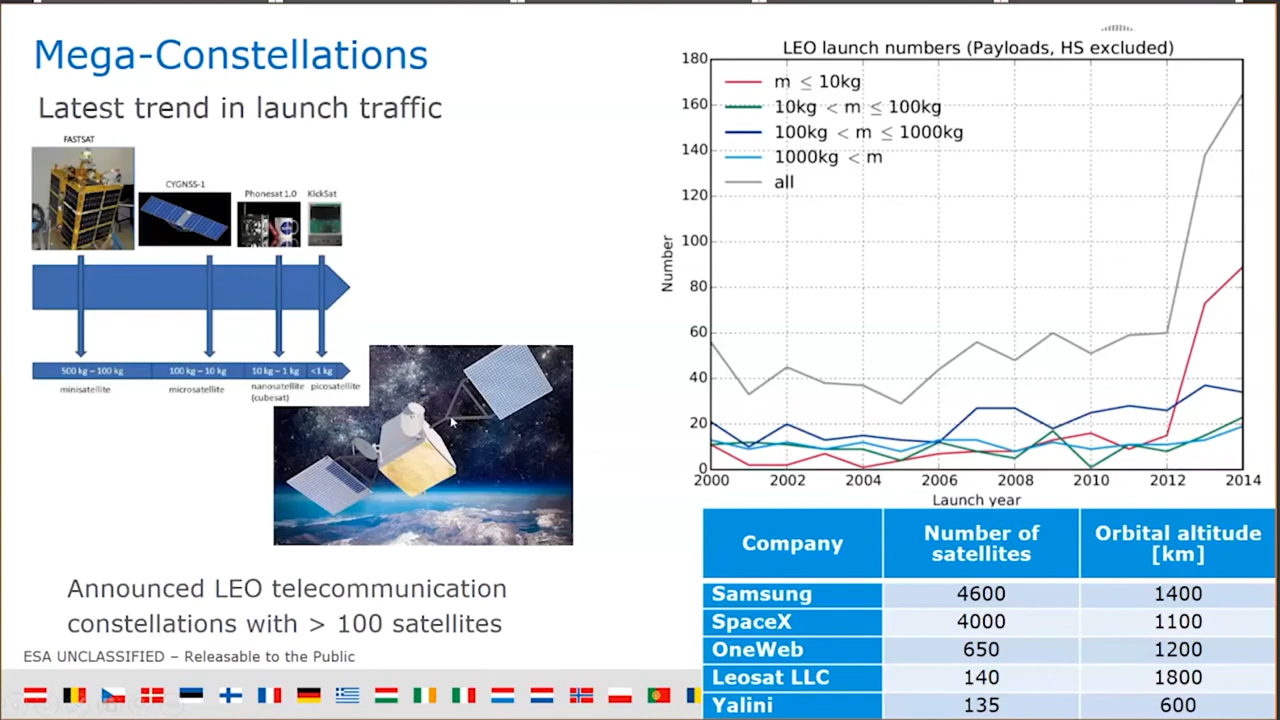 Mega-Constellations
Latest trend in launch traffic
FASTSAT
CYGNSS-1
Phonesat 1.0
KickSat
500 kg – 100 kg
100 kg – 10 kg
10 kg – 1 kg
<1 kg
minisatellite
microsatellite
nanosatellite
(cubesat)
picosatellite
Announced LEO telecommunication
constellations with > 100 satellites
ESA UNCLASSIFIED – Releasable to the Public
LEO launch numbers (Payloads, HS excluded)
m ≤ 10kg
10kg < m ≤ 100kg
100kg < m ≤ 1000kg
1000kg < m
all
Number
180
160
140
120
100
80
60
40
20
0
2000 2002 2004 2006 2008 2010 2012 2014
Launch year
Company Number of satellites Orbital altitude [km]
Samsung 4600 1400
SpaceX 4000 1100
OneWeb 650 1200
Leosat LLC 140 1800
Yalini 135 600